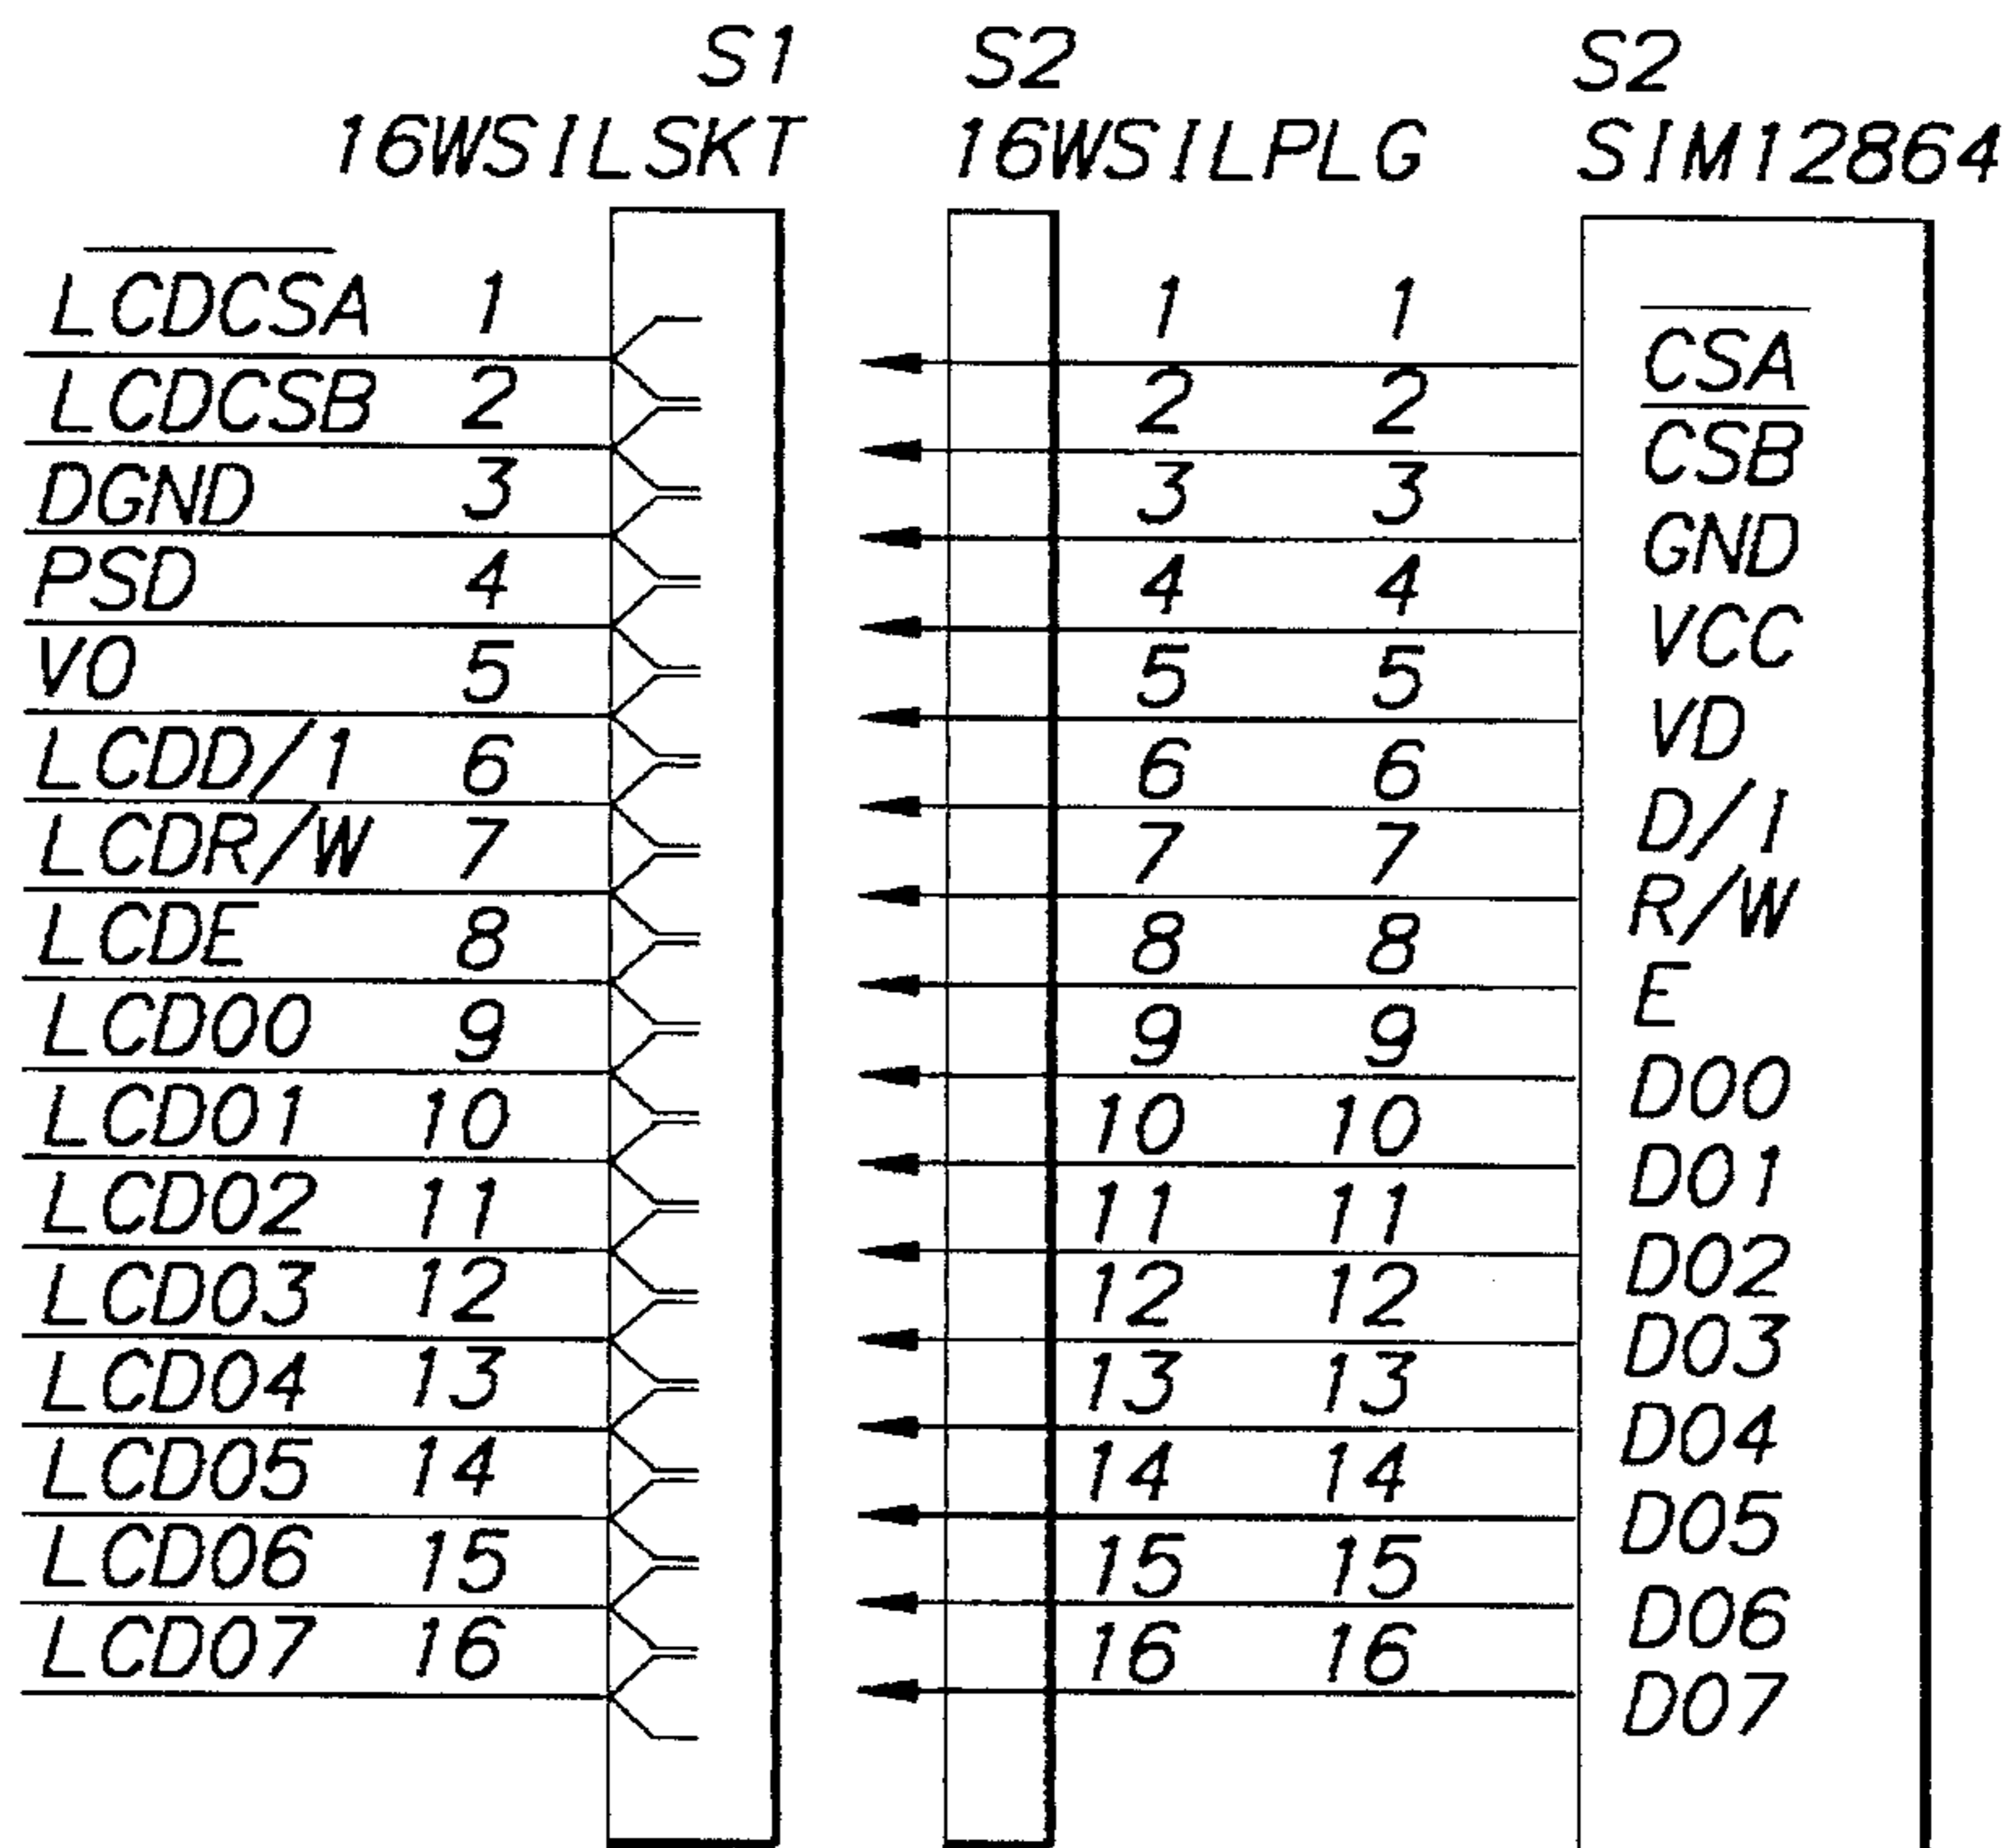 S1 S2 S2
16WSILSKT 16WSILPLG SIM12864
LCDCSA 1 1 1 CSA
LCDCSB 2 2 2 CSB
DGND 3 3 3 GND
PSD 4 4 4 VCC
VO 5 5 5 VD
LCDD/1 6 6 6 D/I
LCDR/W 7 7 7 R/W
LCDE 8 8 8 E
LCD00 9 9 9 D00
LCD01 10 10 10 D01
LCD02 11 11 11 D02
LCD03 12 12 12 D03
LCD04 13 13 13 D04
LCD05 14 14 14 D05
LCD06 15 15 15 D06
LCD07 16 16 16 D07